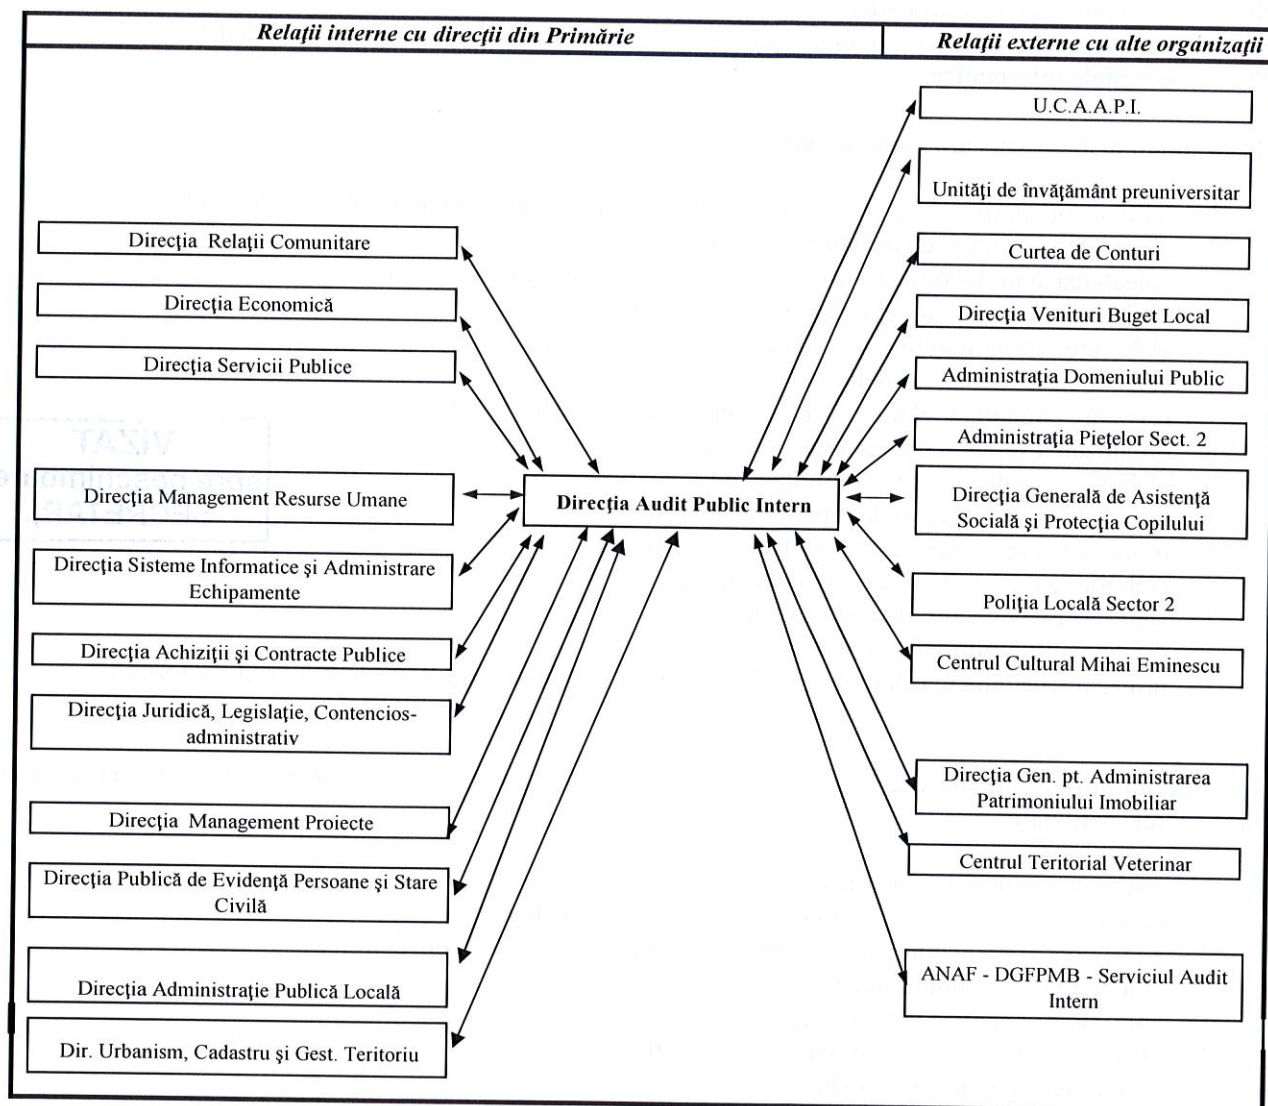 Relaţii interne cu direcţii din Primărie
Relaţii externe cu alte organizaţii
Direcţia Relaţii Comunitare
Direcţia Economică
Direcţia Servicii Publice
Direcţia Management Resurse Umane
Direcţia Sisteme Informatice şi Administrare
Echipamente
Direcţia Achiziţii şi Contracte Publice
Direcţia Juridică, Legislaţie, Contencios-
administrativ
Direcţia Management Proiecte
Direcţia Publică de Evidenţă Persoane şi Stare
Civilă
Direcţia Administraţie Publică Locală
Dir. Urbanism, Cadastru şi Gest. Teritoriu
Direcţia Audit Public Intern
U.C.A.A.P.I.
Unităţi de învăţământ preuniversitar
Curtea de Conturi
Direcţia Venituri Buget Local
Administraţia Domeniului Public
Administraţia Pieţelor Sect. 2
Direcţia Generală de Asistenţă
Socială şi Protecţia Copilului
Poliţia Locală Sector 2
Centrul Cultural Mihai Eminescu
Direcţia Gen. pt. Administrarea
Patrimoniului Imobiliar
Centrul Teritorial Veterinar
ANAF - DGFPMB - Serviciul Audit
Intern
VIZAT
SECRETAR